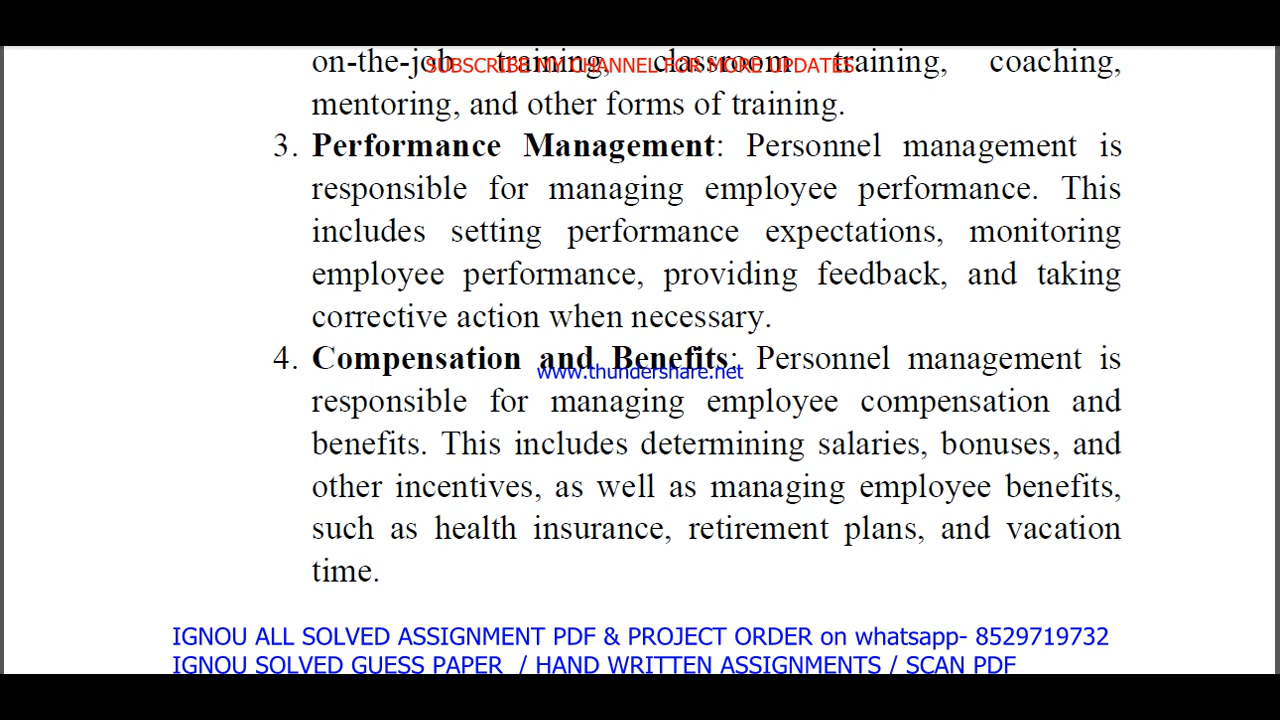 on-the-job training, classroom training, coaching,
SUBSCRIBE MY CHANNEL FOR MORE UPDATES
mentoring, and other forms of training.
3. Performance Management: Personnel management is
responsible for managing employee performance. This
includes setting performance expectations, monitoring
employee performance, providing feedback, and taking
corrective action when necessary.
4. Compensation and Benefits: Personnel management is
www.thundershare.net
responsible for managing employee compensation and
benefits. This includes determining salaries, bonuses, and
other incentives, as well as managing employee benefits,
such as health insurance, retirement plans, and vacation
time.
IGNOU ALL SOLVED ASSIGNMENT PDF & PROJECT ORDER on whatsapp- 8529719732
IGNOU SOLVED GUESS PAPER / HAND WRITTEN ASSIGNMENTS / SCAN PDF